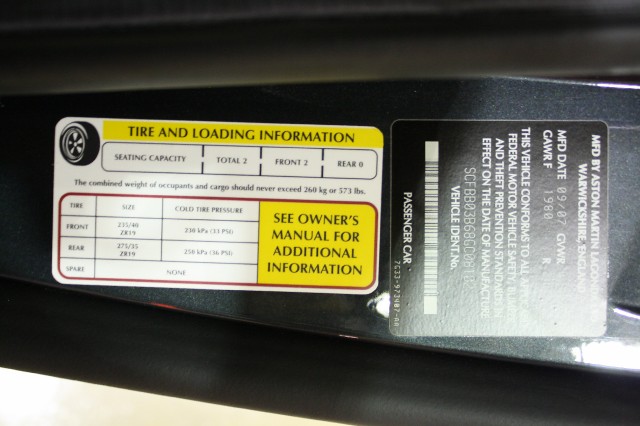 TIRE AND LOADING INFORMATION
SEATING CAPACITY TOTAL 2 FRONT 2 REAR 0
The combined weight of occupants and cargo should never exceed 260 kg or 573 lbs.
TIRE SIZE COLD TIRE PRESSURE
FRONT 235/40 ZR19 230 kPa (33 PSI)
REAR 275/35 ZR19 250 kPa (36 PSI)
SPARE NONE
SEE OWNER'S
MANUAL FOR
ADDITIONAL
INFORMATION
MFD BY ASTON MARTIN LAGONDA
WARWICKSHIRE, ENGLAND
MFD DATE 09.07 GVWR
GAWR F 1980 R
THIS VEHICLE CONFORMS TO ALL
FEDERAL MOTOR VEHICLE
AND THEFT PREVENTION STANDARDS
EFFECT ON THE DATE OF
VEHICLE IDENT.No.
PASSENGER CAR